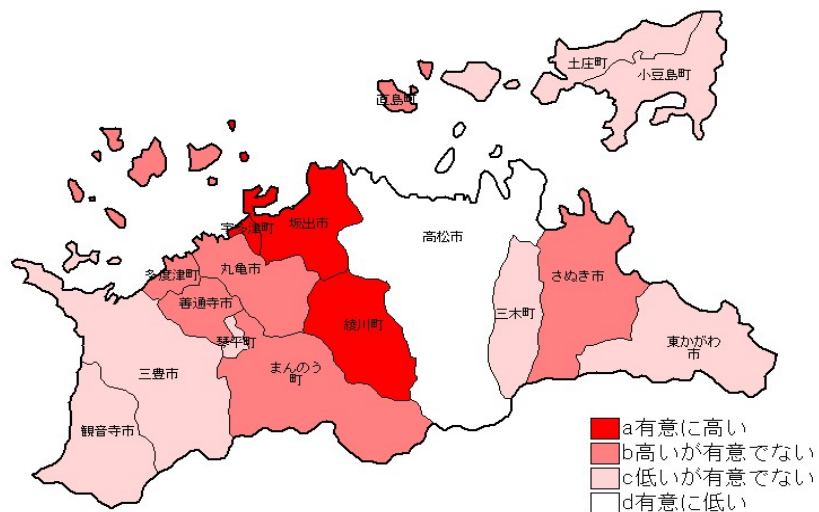 土庄町
小豆島町
直島町
宇多津町
坂出市
高松市
多度津町
丸亀市
さぬき市
善通寺市
綾川町
三木町
琴平町
東かがわ
市
三豊市
まんのう
町
観音寺市
a有意に高い
b高いが有意でない
c低いが有意でない
d有意に低い